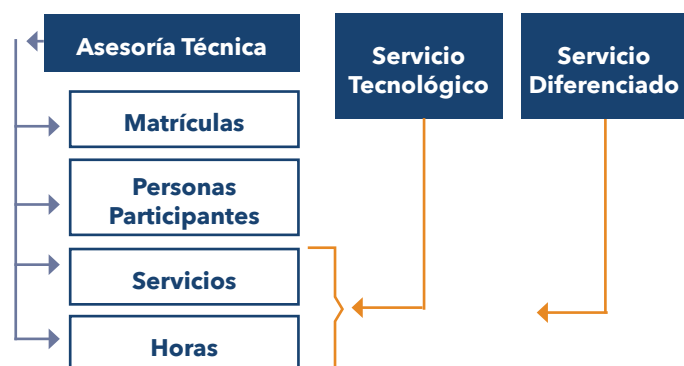 Asesoría Técnica
Servicio
Tecnológico
Servicio
Diferenciado
Matrículas
Personas
Participantes
Servicios
Horas